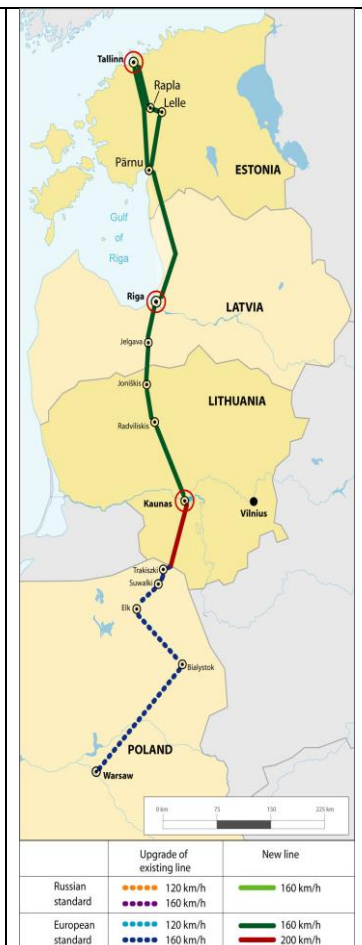 Tallinn
Rapla
Lelle
Pärnu
ESTONIA
Gulf
of
Riga
Riga
LATVIA
Jelgava
Joniškis
LITHUANIA
Radviliskis
Kaunas
Vilnius
Trakiszki
Suwalki
Elk
Bialystok
POLAND
Warsaw
0 km 75 150 225 km
Upgrade of
existing line
New line
Russian
standard
120 km/h
160 km/h
160 km/h
European
standard
120 km/h
160 km/h
160 km/h
200 km/h